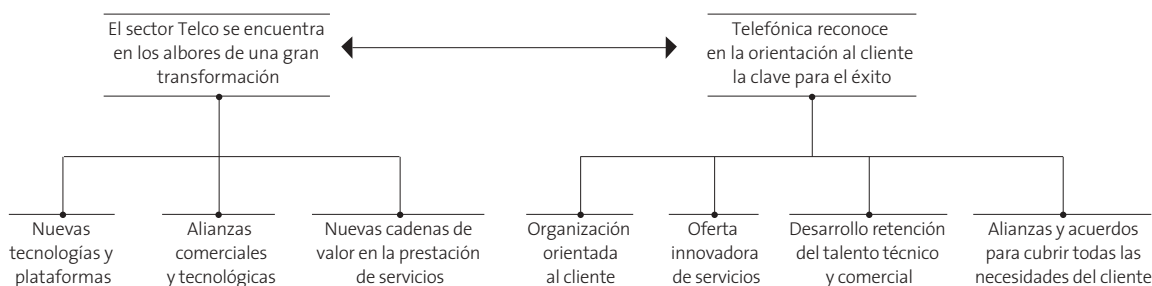 El sector Telco se encuentra
en los albores de una gran
transformación
Telefónica reconoce
en la orientación al cliente
la clave para el éxito
Nuevas
tecnologías y
plataformas
Alianzas
comerciales
y tecnológicas
Nuevas cadenas de
valor en la prestación
de servicios
Organización
orientada
al cliente
Oferta
innovadora
de servicios
Desarrollo retención
del talento técnico
y comercial
Alianzas y acuerdos
para cubrir todas las
necesidades del cliente